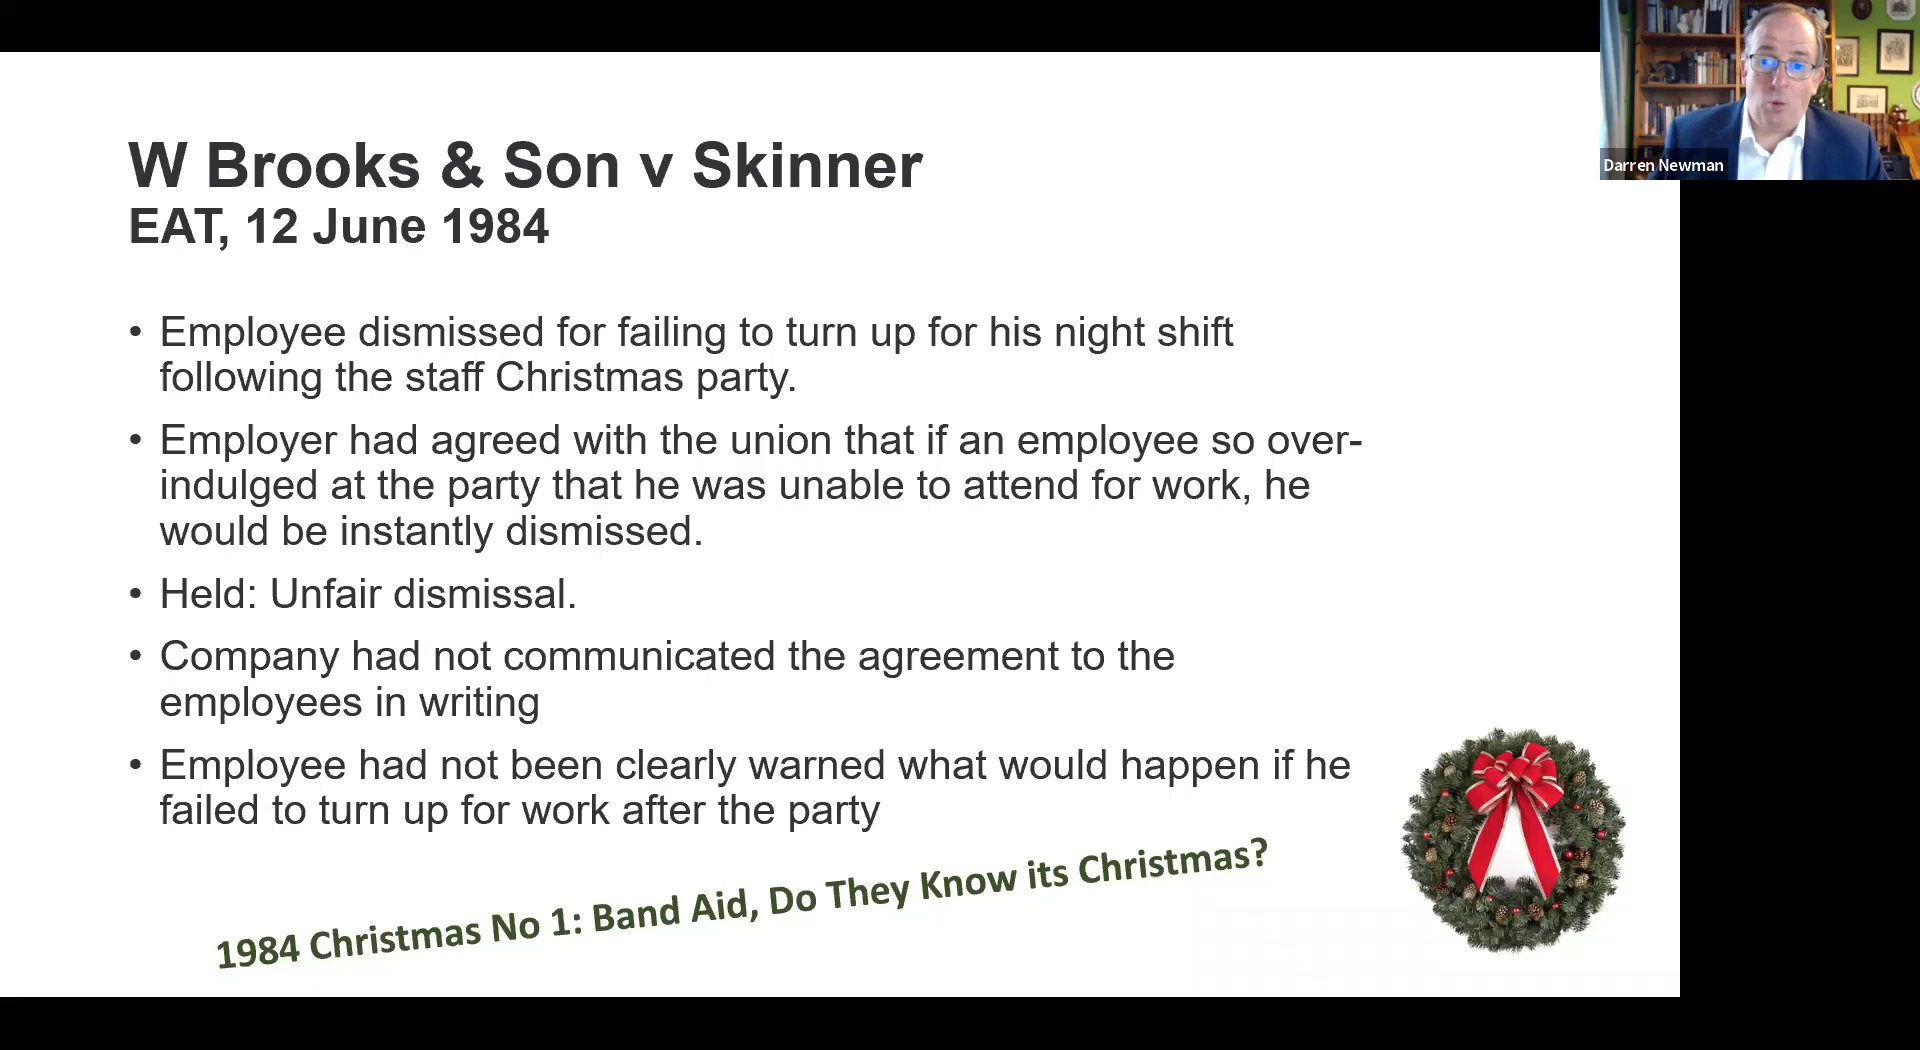 W Brooks & Son v Skinner
EAT, 12 June 1984
• Employee dismissed for failing to turn up for his night shift
following the staff Christmas party.
• Employer had agreed with the union that if an employee so over-
indulged at the party that he was unable to attend for work, he
would be instantly dismissed.
• Held: Unfair dismissal.
• Company had not communicated the agreement to the
employees in writing
• Employee had not been clearly warned what would happen if he
failed to turn up for work after the party
1984 Christmas No 1: Band Aid, Do They Know its Christmas?
Darren Newman